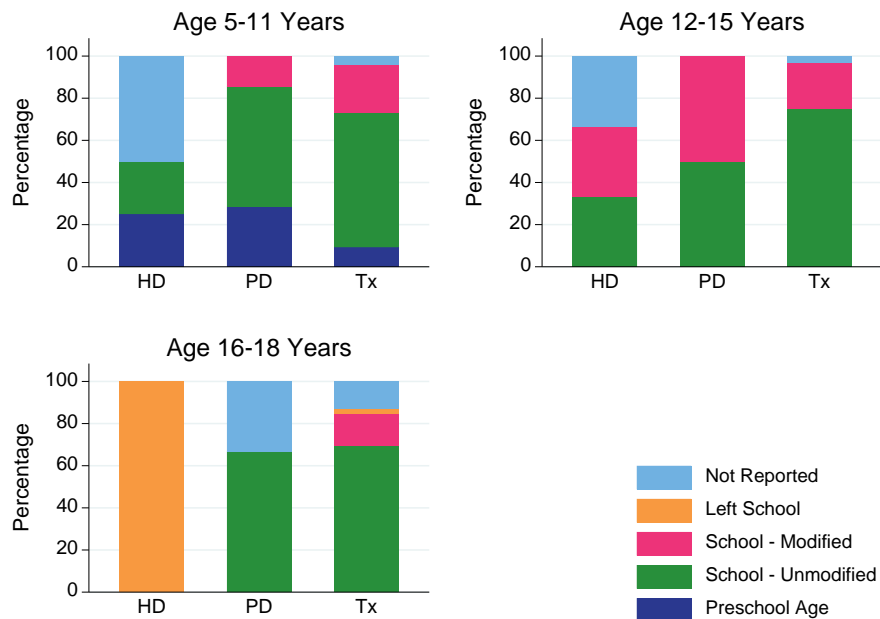 Age 5-11 Years
Percentage
100
80
60
40
20
0
HD PD Tx
Age 12-15 Years
Percentage
100
80
60
40
20
0
HD PD Tx
Age 16-18 Years
Percentage
100
80
60
40
20
0
HD PD Tx
Not Reported
Left School
School - Modified
School - Unmodified
Preschool Age